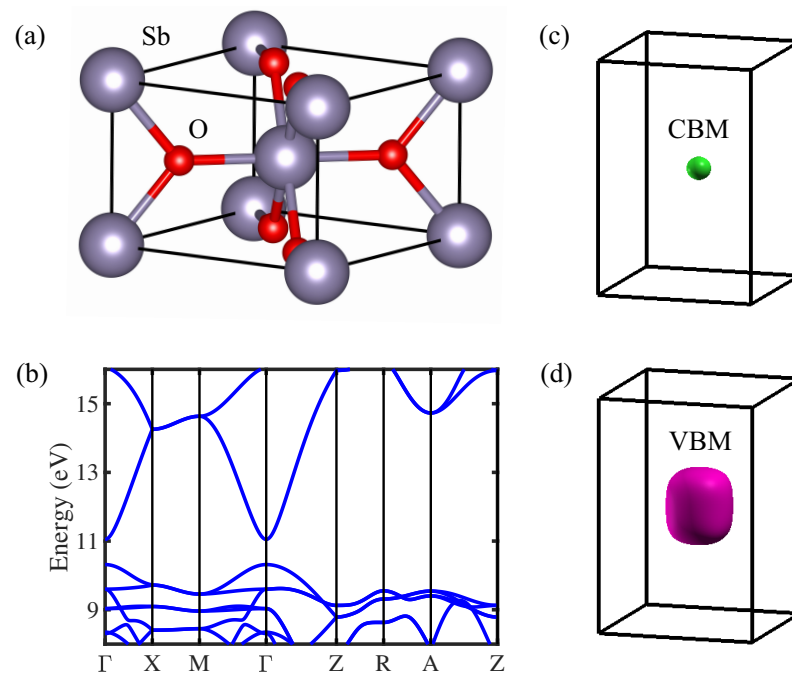 (a)
Sb
O
(c)
CBM
(b)
Energy (eV)
15
13
11
9
Γ X M Γ Z R A Z
(d)
VBM